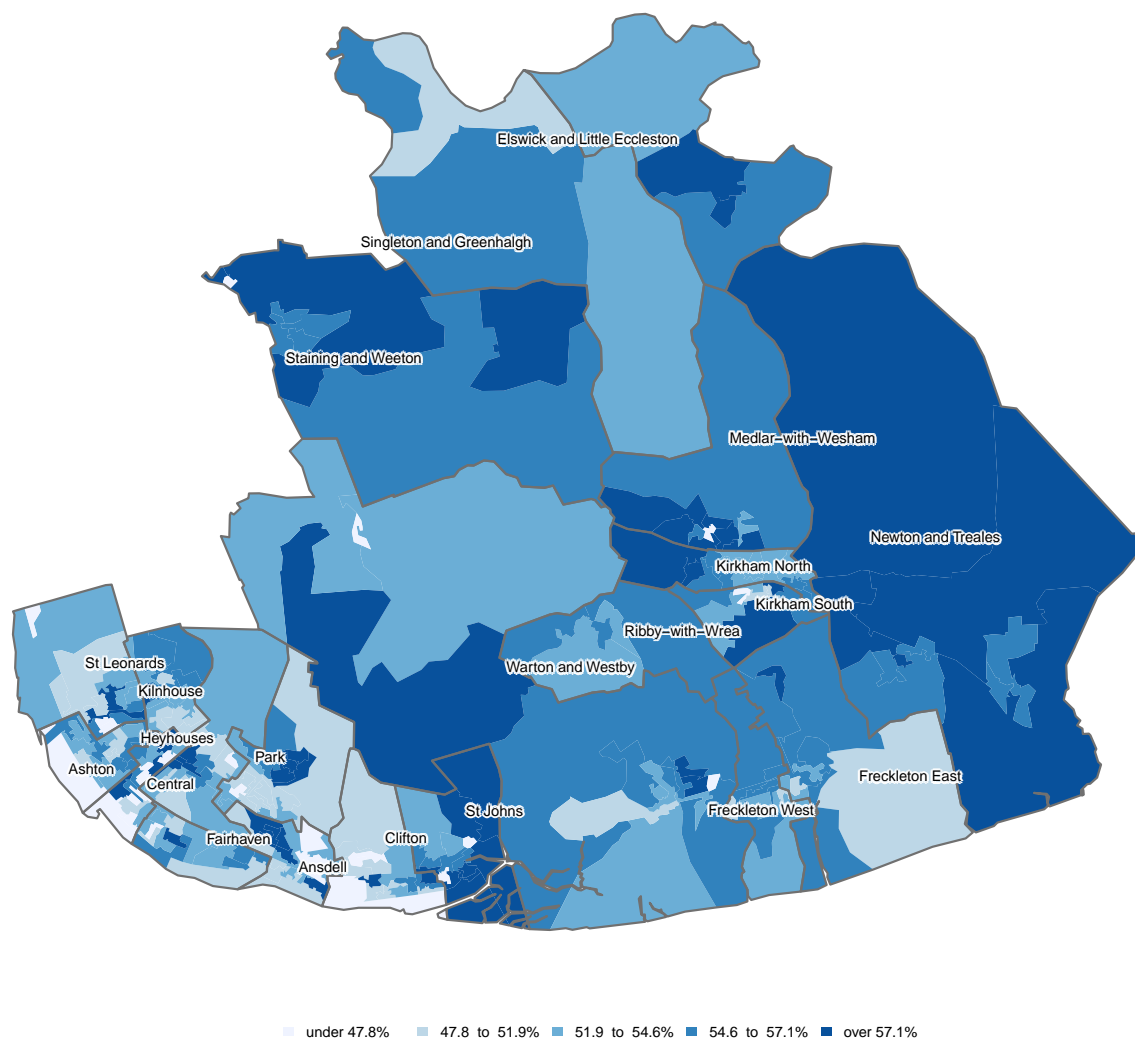 Elswick and Little Eccleston
Singleton and Greenhalgh
Staining and Weeton
Medlar–with–Wesham
Newton and Treales
Kirkham North
Kirkham South
Ribby–with–Wrea
Warton and Westby
St Leonards
Kilnhouse
Heyhouses
Park
Ashton
Central
Freckleton East
St Johns
Freckleton West
Fairhaven
Clifton
Ansdell
under 47.8% 47.8 to 51.9% 51.9 to 54.6% 54.6 to 57.1% over 57.1%